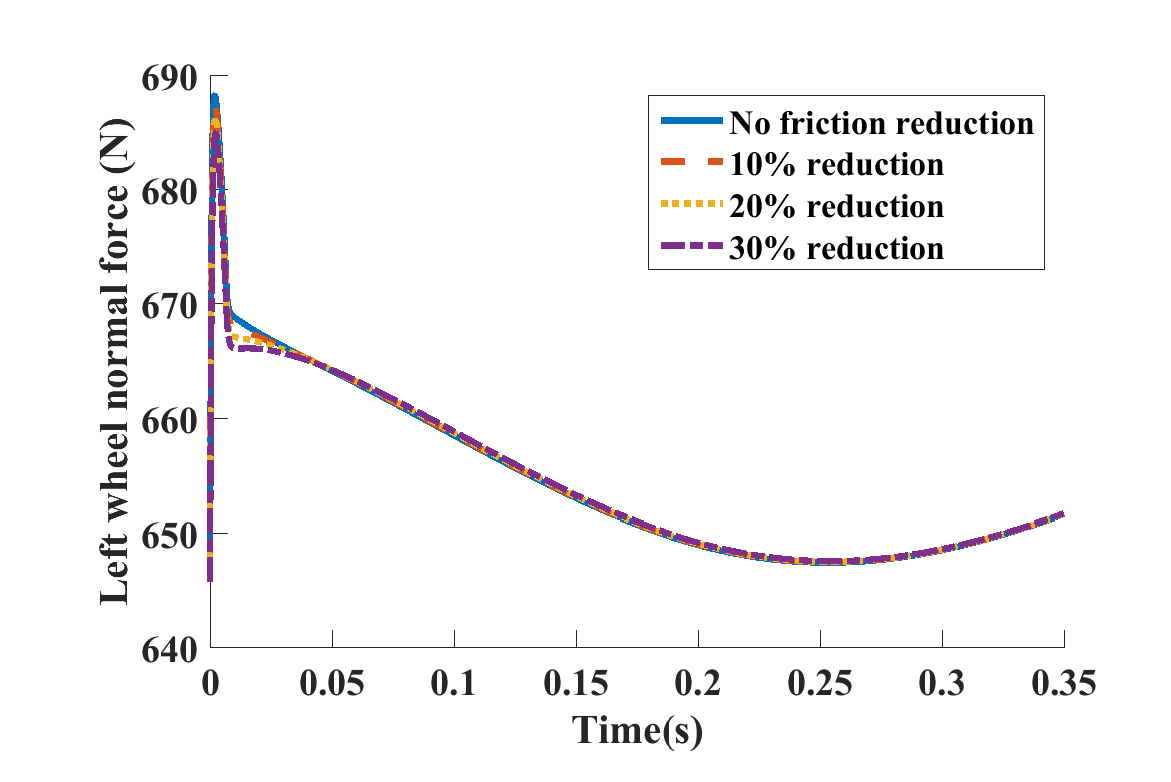 690
680
670
660
650
640
Left wheel normal force (N)
No friction reduction
10% reduction
20% reduction
30% reduction
0 0.05 0.1 0.15 0.2 0.25 0.3 0.35
Time(s)